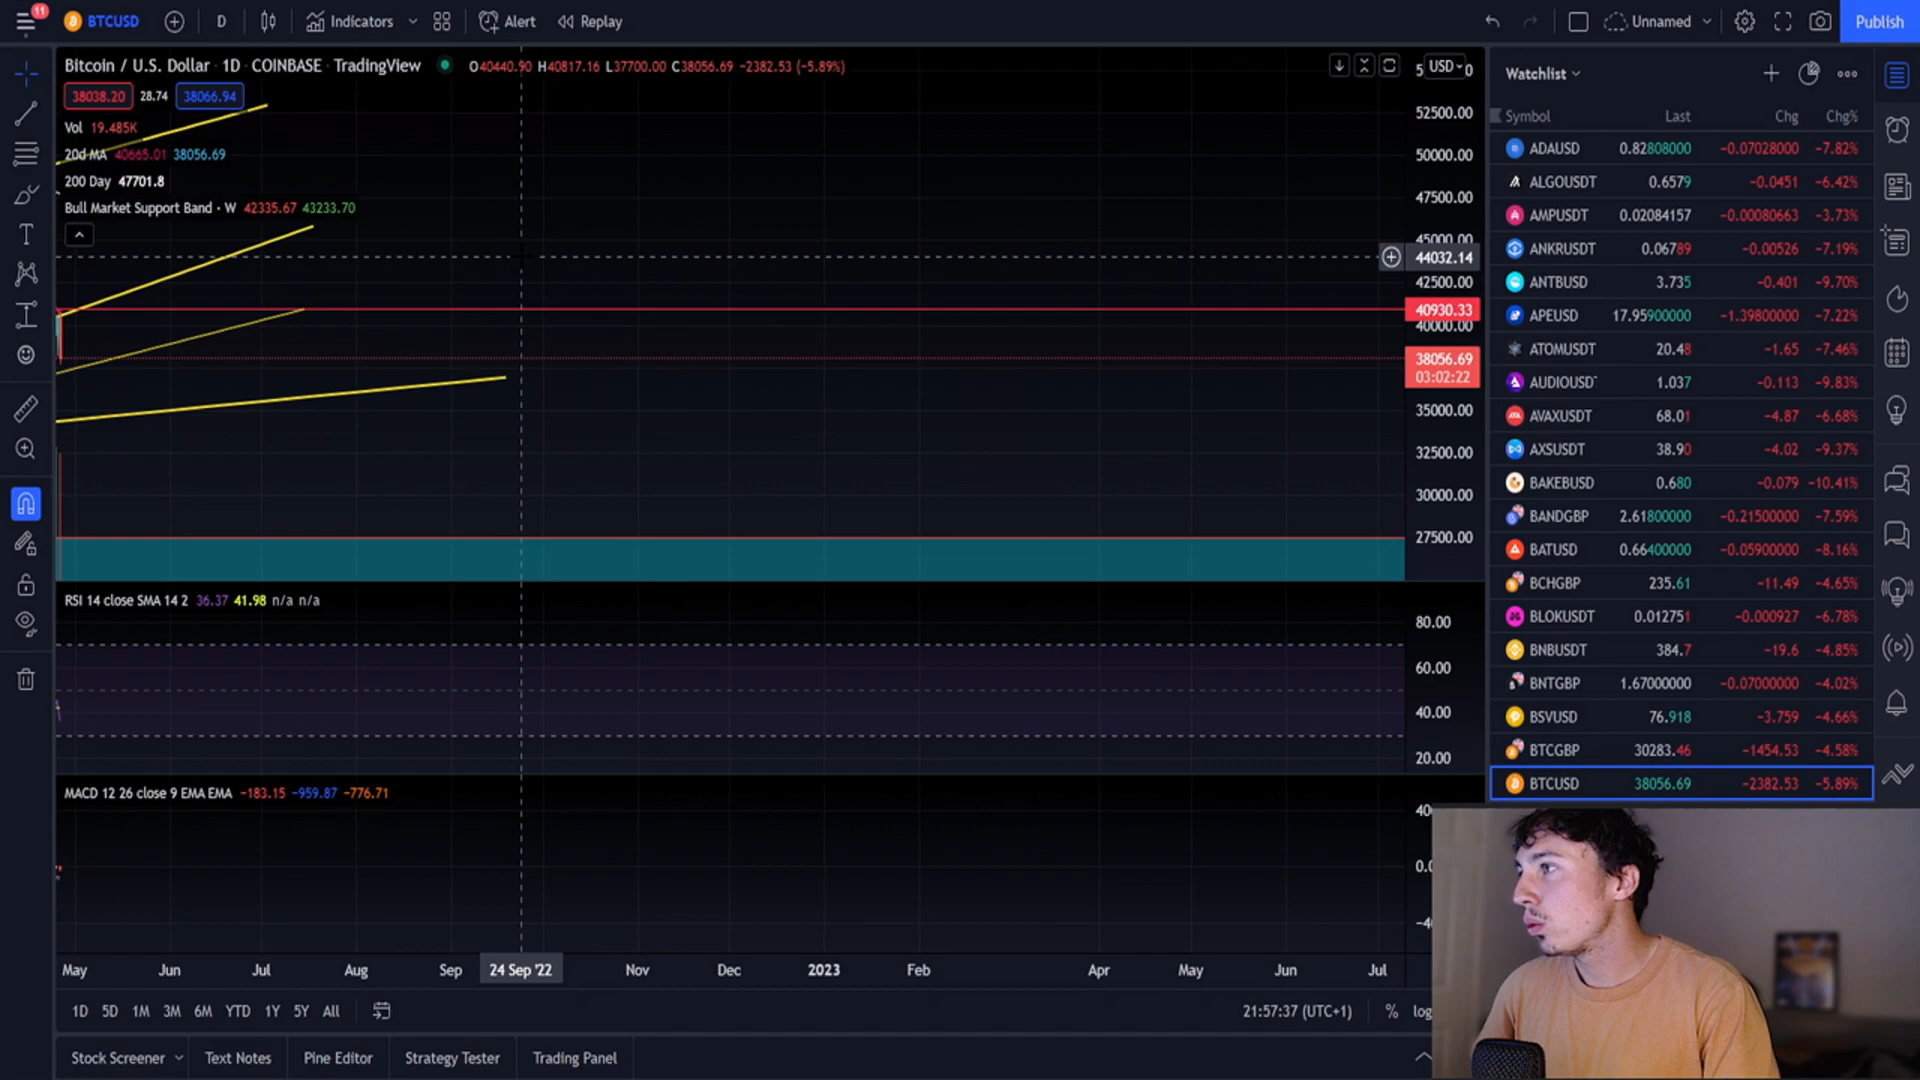 11
BTCUSD
D
Indicators
Alert
Replay
Unnamed
Publish
Bitcoin / U.S. Dollar · 1D · COINBASE · TradingView
O40440.90 H40817.16 L37700.00 C38056.69 −2382.53 (−5.89%)
38038.20 28.74 38066.94
Vol 19.485K
20d MA 40665.01 38056.69
200 Day 47701.8
Bull Market Support Band · W 42335.67 43233.70
USD
52500.00
50000.00
47500.00
45000.00
44032.14
42500.00
40930.33
40000.00
38056.69
03:02:22
35000.00
32500.00
30000.00
27500.00
RSI 14 close SMA 14 2 36.37 41.98 n/a n/a
80.00
60.00
40.00
20.00
MACD 12 26 close 9 EMA EMA −183.15 −959.87 −776.71
May Jun Jul Aug Sep 24 Sep '22 Nov Dec 2023 Feb Apr May Jun Jul
1D 5D 1M 3M 6M YTD 1Y 5Y All
21:57:37 (UTC+1) % log
Stock Screener Text Notes Pine Editor Strategy Tester Trading Panel
Watchlist
Symbol Last Chg Chg%
ADAUSD 0.82808000 −0.07028000 −7.82%
ALGOUSDT 0.6579 −0.0451 −6.42%
AMPUSDT 0.02084157 −0.00080663 −3.73%
ANKRUSDT 0.06789 −0.00526 −7.19%
ANTBUSD 3.735 −0.401 −9.70%
APEUSD 17.95900000 −1.39800000 −7.22%
ATOMUSDT 20.48 −1.65 −7.46%
AUDIOUSDT 1.037 −0.113 −9.83%
AVAXUSDT 68.01 −4.87 −6.68%
AXSUSDT 38.90 −4.02 −9.37%
BAKEBUSD 0.680 −0.079 −10.41%
BANDGBP 2.61800000 −0.21500000 −7.59%
BATUSD 0.66400000 −0.05900000 −8.16%
BCHGBP 235.61 −11.49 −4.65%
BLOKUSDT 0.012751 −0.000927 −6.78%
BNBUSDT 384.7 −19.6 −4.85%
BNTGBP 1.67000000 −0.07000000 −4.02%
BSVUSD 76.918 −3.759 −4.66%
BTCGBP 30283.46 −1454.53 −4.58%
BTCUSD 38056.69 −2382.53 −5.89%